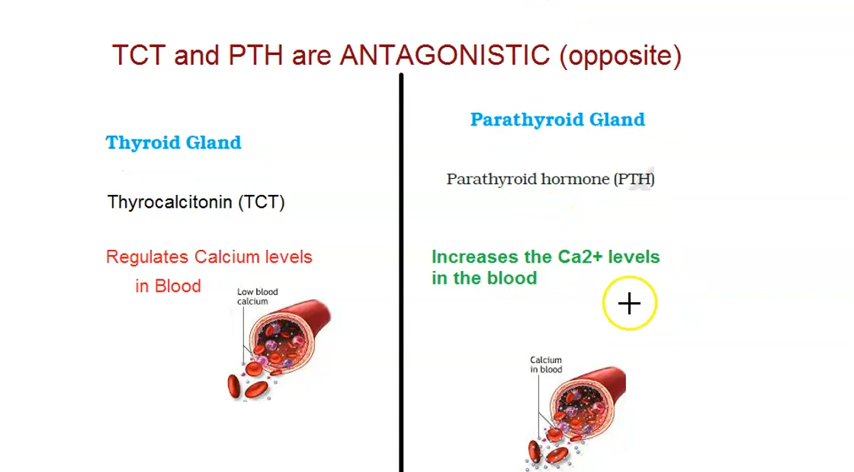 TCT and PTH are ANTAGONISTIC (opposite)
Thyroid Gland
Thyrocalcitonin (TCT)
Regulates Calcium levels
in Blood
Low blood
calcium
Parathyroid Gland
Parathyroid hormone (PTH)
Increases the Ca2+ levels
in the blood
Calcium
in blood